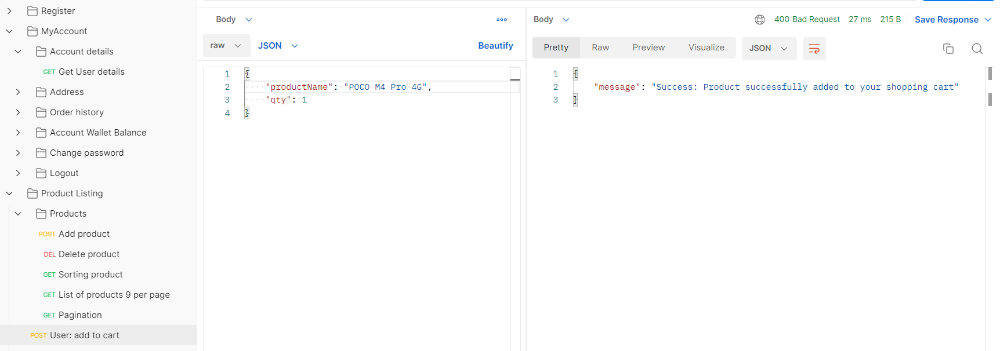 Register
MyAccount
Account details
GET Get User details
Address
Order history
Account Wallet Balance
Change password
Logout
Product Listing
Products
POST Add product
DEL Delete product
GET Sorting product
GET List of products 9 per page
GET Pagination
POST User: add to cart
Body
raw JSON Beautify
1 {
2 "productName": "POCO M4 Pro 4G",
3 "qty": 1
4 }
Body 400 Bad Request 27 ms 215 B Save Response
Pretty Raw Preview Visualize JSON
1 {
2 "message": "Success: Product successfully added to your shopping cart"
3 }